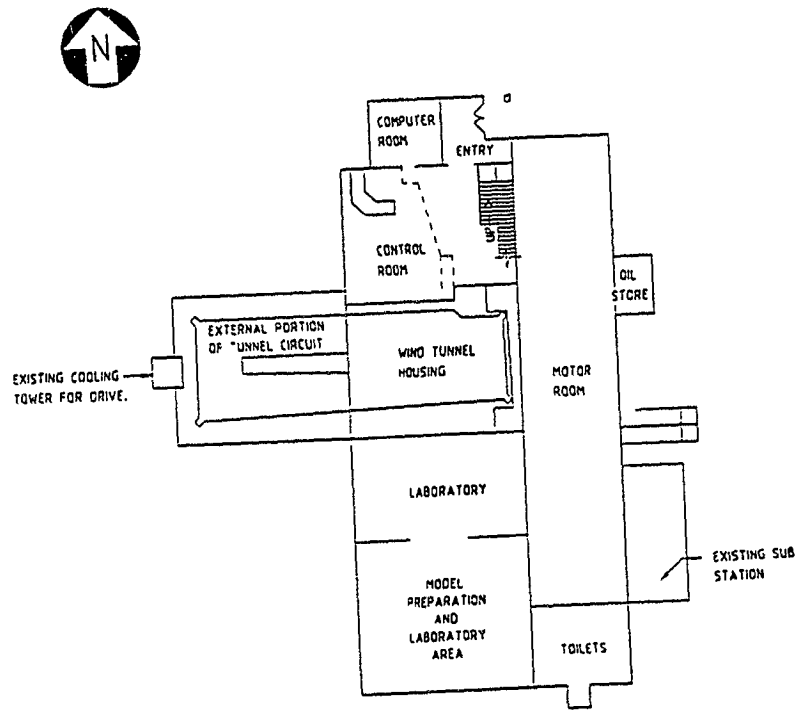 N
COMPUTER
ROOM
ENTRY
UP
CONTROL
ROOM
OIL
STORE
EXTERNAL PORTION
OF TUNNEL CIRCUIT
WIND TUNNEL
HOUSING
EXISTING COOLING
TOWER FOR DRIVE.
MOTOR
ROOM
LABORATORY
EXISTING SUB
STATION
MODEL
PREPARATION
AND
LABORATORY
AREA
TOILETS